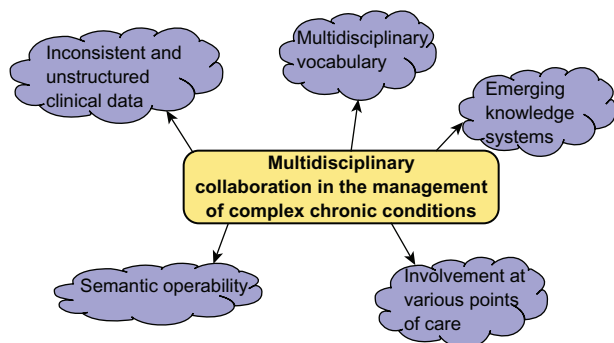 Inconsistent and
unstructured
clinical data
Multidisciplinary
vocabulary
Emerging
knowledge
systems
Multidisciplinary
collaboration in the management
of complex chronic conditions
Semantic operability
Involvement at
various points
of care